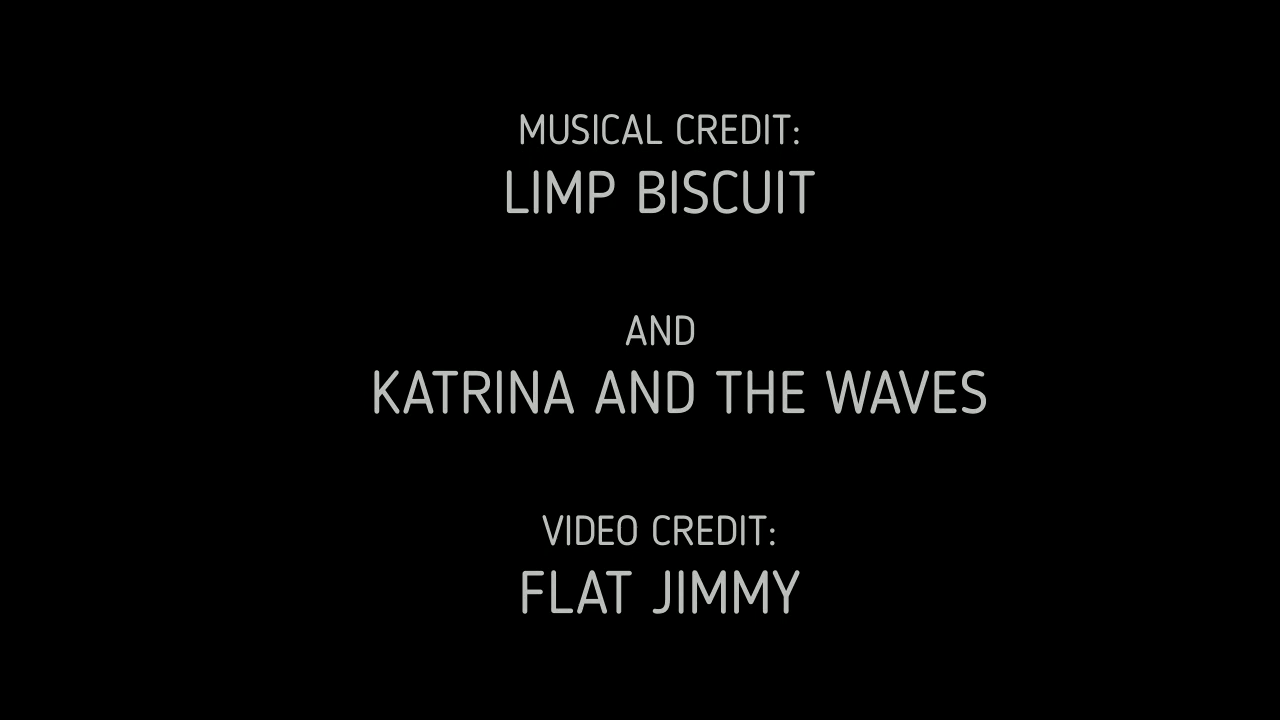 MUSICAL CREDIT:
LIMP BISCUIT
AND
KATRINA AND THE WAVES
VIDEO CREDIT:
FLAT JIMMY